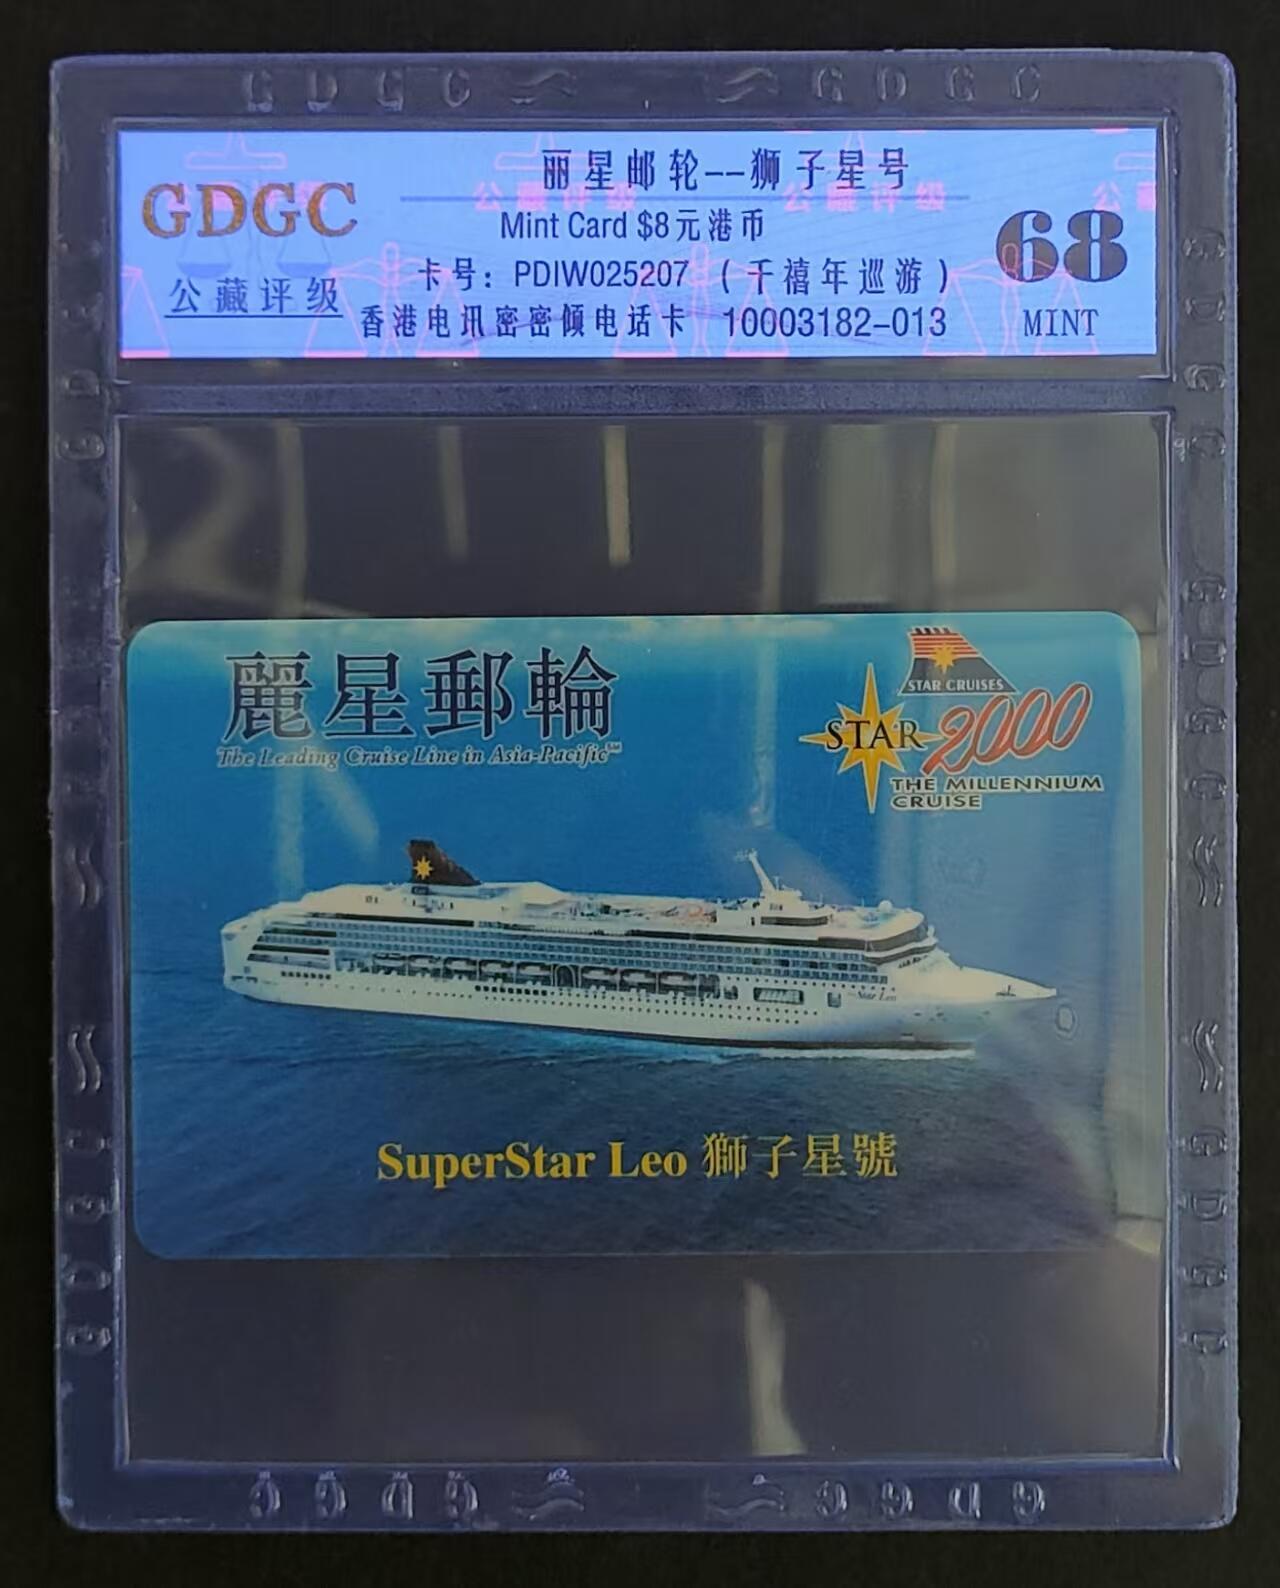 GDGC
GDGC
丽星邮轮--狮子星号
GDGC
公藏评级
Mint Card $8元港币
卡号：PDIW025207 （千禧年巡游）
香港电讯密密倾电话卡 10003182-013
68
MINT
麗星郵輪
The Leading Cruise Line in Asia-Pacific℠
STAR CRUISES
STAR 2000
THE MILLENNIUM
CRUISE
Star Leo
SuperStar Leo 獅子星號